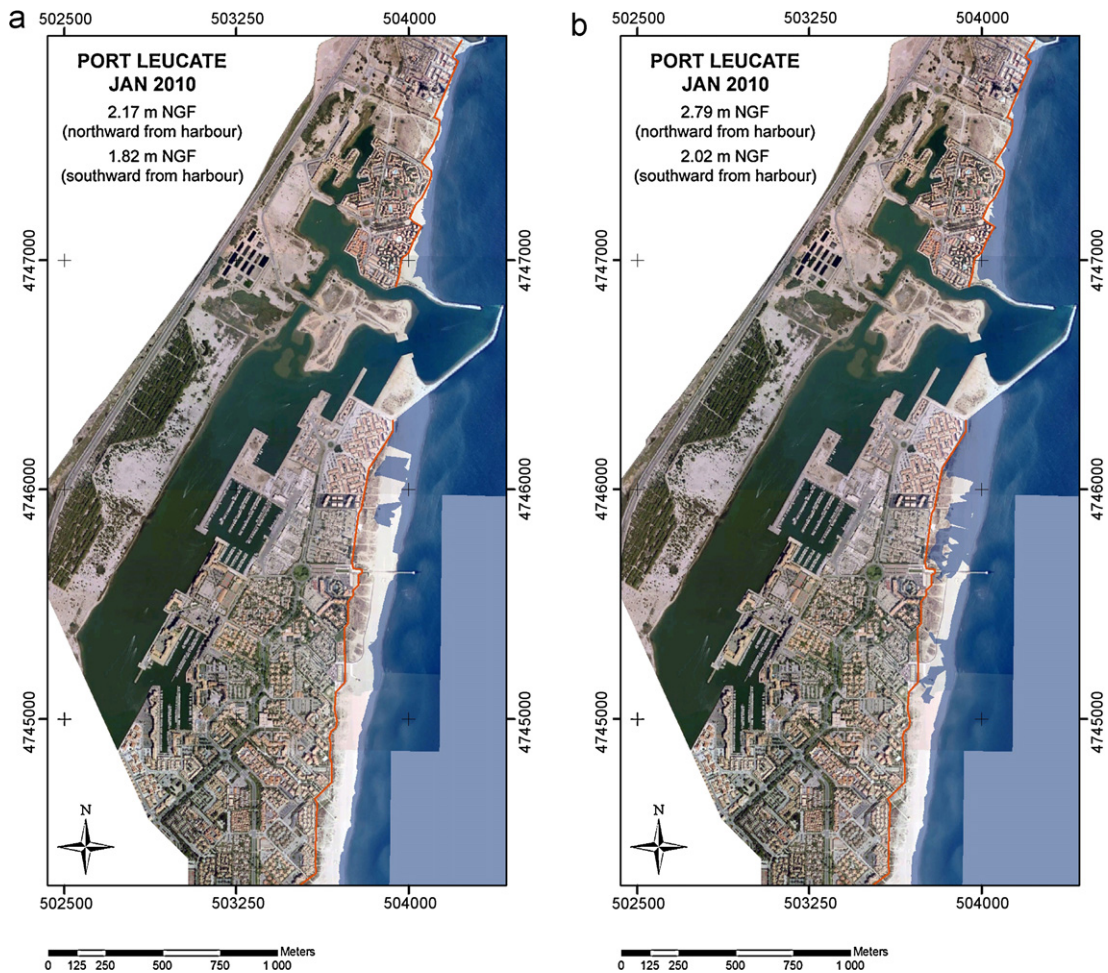 a
502500 503250 504000
PORT LEUCATE
JAN 2010
2.17 m NGF
(northward from harbour)
1.82 m NGF
(southward from harbour)
4747000
4746000
4745000
N
502500 503250 504000
Meters
0 125 250 500 750 1 000
b
502500 503250 504000
PORT LEUCATE
JAN 2010
2.79 m NGF
(northward from harbour)
2.02 m NGF
(southward from harbour)
4747000 4747000
4746000 4746000
4745000 4745000
N
502500 503250 504000
Meters
0 125 250 500 750 1 000